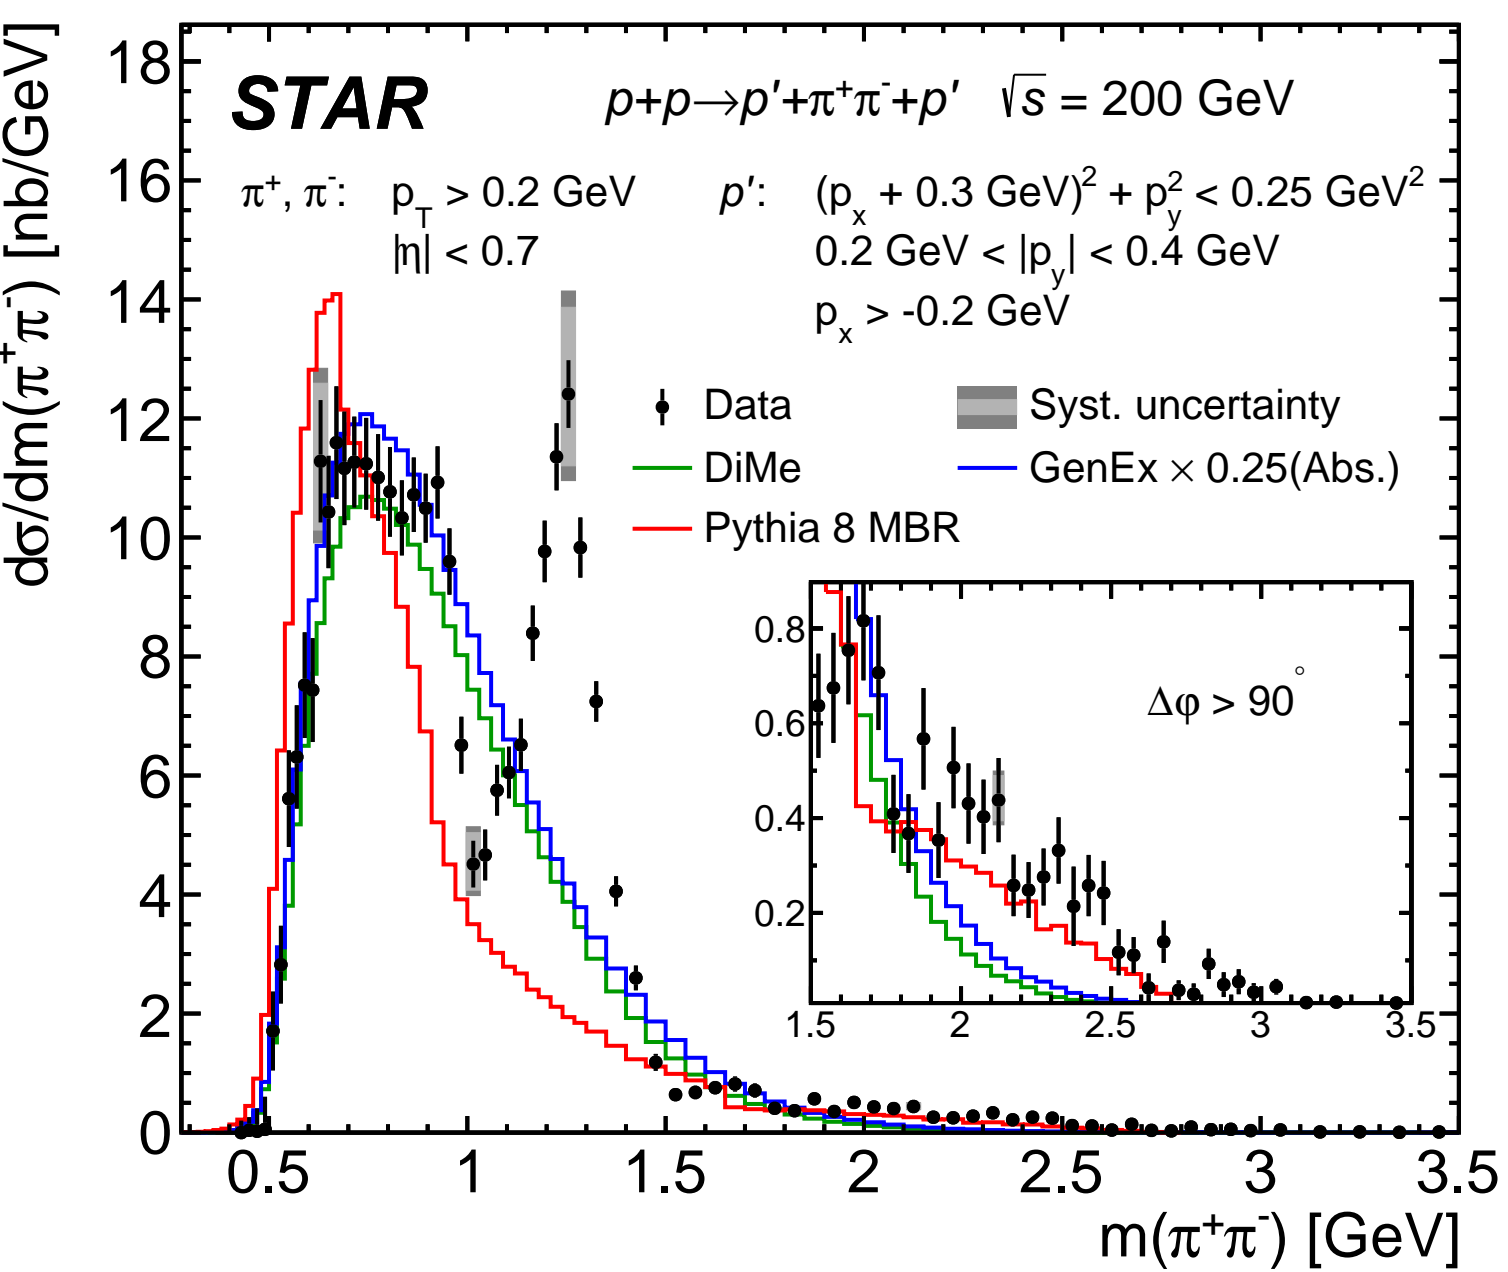 dσ/dm(π⁺π⁻) [nb/GeV]
18
16
14
12
10
8
6
4
2
0
STAR
p+p→p′+π⁺π⁻+p′ √s = 200 GeV
π⁺, π⁻: p_T > 0.2 GeV
|η| < 0.7
p′: (p_x + 0.3 GeV)² + p_y² < 0.25 GeV²
0.2 GeV < |p_y| < 0.4 GeV
p_x > -0.2 GeV
Data
Syst. uncertainty
DiMe
GenEx × 0.25(Abs.)
Pythia 8 MBR
0.8
0.6
0.4
0.2
Δφ > 90°
1.5 2 2.5 3 3.5
0.5 1 1.5 2 2.5 3 3.5
m(π⁺π⁻) [GeV]